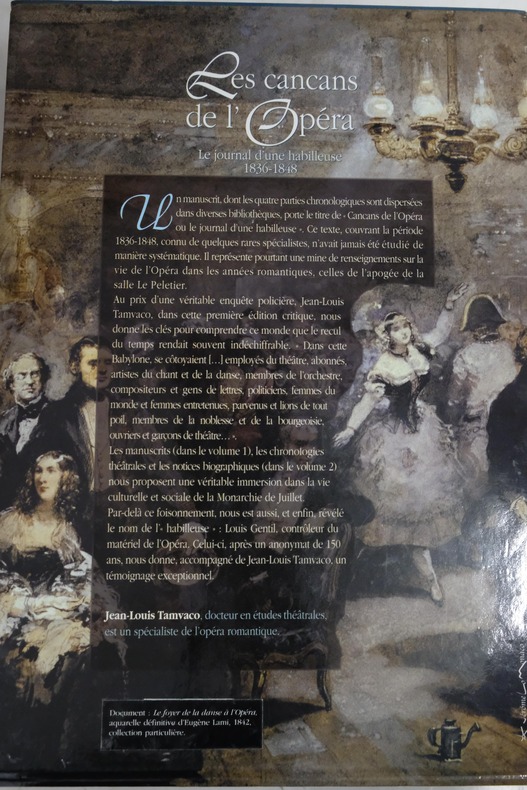 Les cancans
de l'Opéra
Le journal d'une habilleuse
1836-1848
Un manuscrit, dont les quatre parties chronologiques sont dispersées
dans diverses bibliothèques, porte le titre de « Cancans de l'Opéra
ou le journal d'une habilleuse ». Ce texte, couvrant la période
1836-1848, connu de quelques rares spécialistes, n'avait jamais été étudié de
manière systématique. Il représente pourtant une mine de renseignements sur la
vie de l'Opéra dans les années romantiques, celles de l'apogée de la
salle Le Peletier.
Au prix d'une véritable enquête policière, Jean-Louis
Tamvaco, dans cette première édition critique, nous
donne les clés pour comprendre ce monde que le recul
du temps rendait souvent indéchiffrable. « Dans cette
Babylone, se côtoyaient [...] employés du théâtre, abonnés,
artistes du chant et de la danse, membres de l'orchestre,
compositeurs et gens de lettres, politiciens, femmes du
monde et femmes entretenues, parvenus et lions de tout
poil, membres de la noblesse et de la bourgeoisie,
ouvriers et garçons de théâtre... ».
Les manuscrits (dans le volume 1), les chronologies
théâtrales et les notices biographiques (dans le volume 2)
nous proposent une véritable immersion dans la vie
culturelle et sociale de la Monarchie de Juillet.
Par-delà ce foisonnement, nous est aussi, et enfin, révélé
le nom de l'« habilleuse » : Louis Gentil, contrôleur du
matériel de l'Opéra. Celui-ci, après un anonymat de 150
ans, nous donne, accompagné de Jean-Louis Tamvaco, un
témoignage exceptionnel.
Jean-Louis Tamvaco, docteur en études théâtrales,
est un spécialiste de l'opéra romantique.
Document : Le foyer de la danse à l'Opéra,
aquarelle définitive d'Eugène Lami, 1842,
collection particulière.